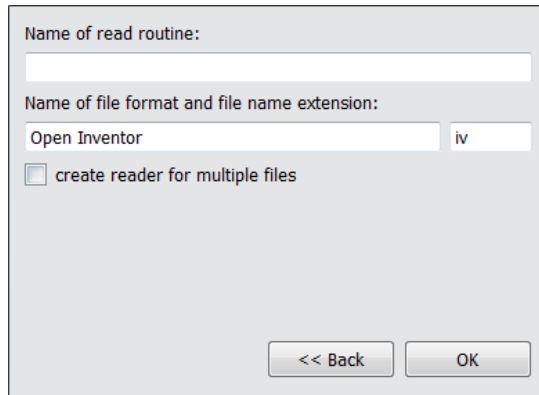 Name of read routine:
Name of file format and file name extension:
Open Inventor iv
create reader for multiple files
<< Back OK